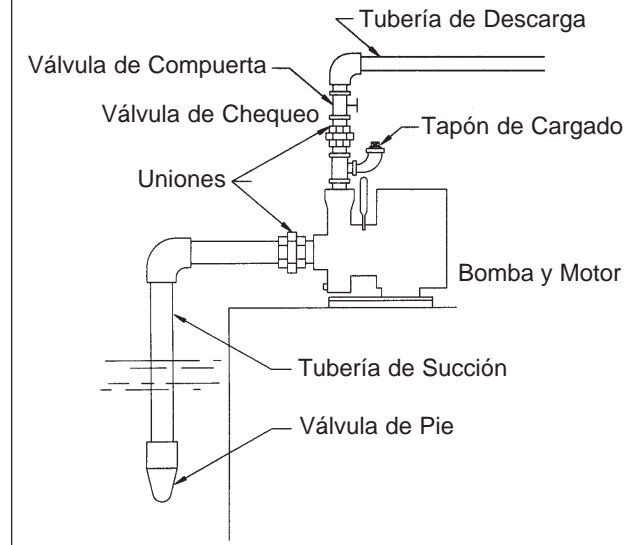 Tubería de Descarga
Válvula de Compuerta
Válvula de Chequeo
Tapón de Cargado
Uniones
Bomba y Motor
Tubería de Succión
Válvula de Pie